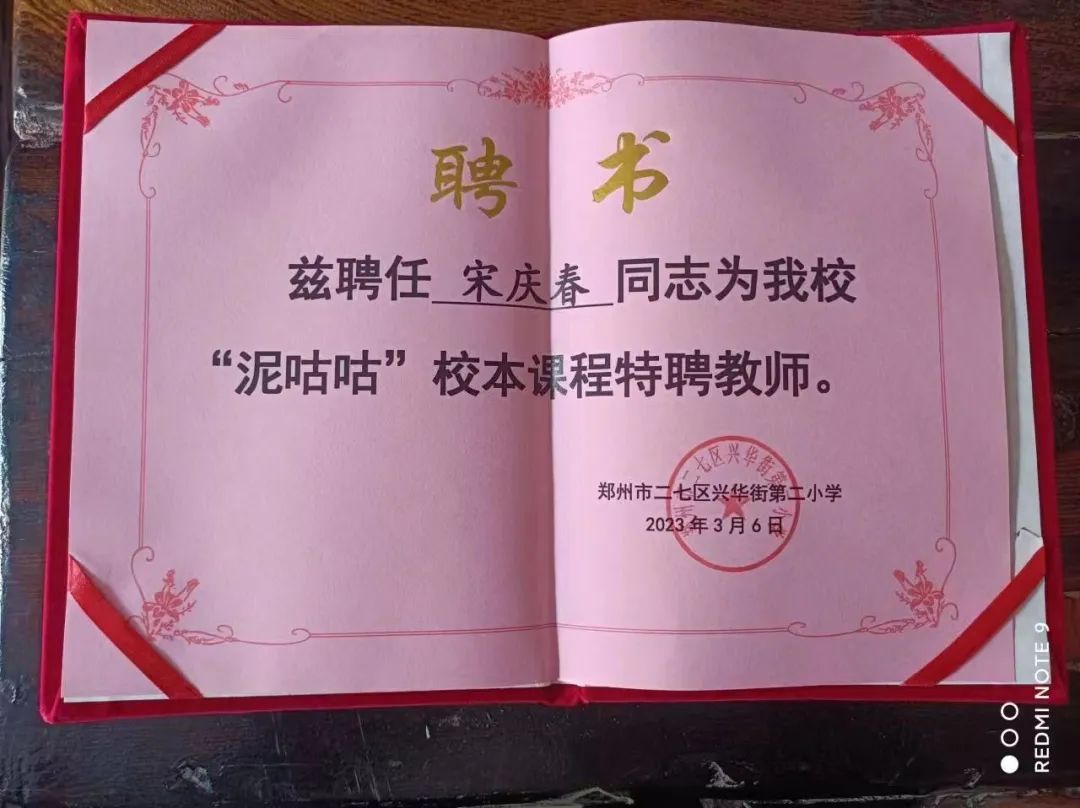 聘书
兹聘任 宋庆春 同志为我校
“泥咕咕”校本课程特聘教师。
郑州市二七区兴华街第二小学
2023年3月6日
REDMI NOTE 9